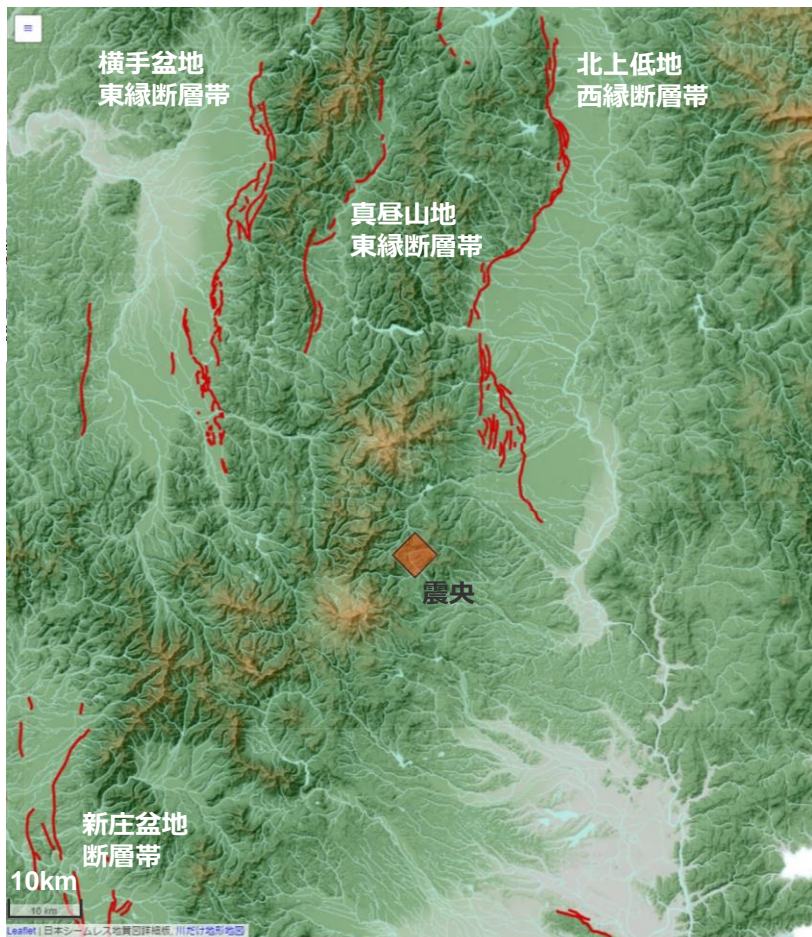 横手盆地
東縁断層帯
北上低地
西縁断層帯
真昼山地
東縁断層帯
震央
新庄盆地
断層帯
10km
10 km
Leaflet | 日本シームレス地質図詳細版, 川だけ地形地図